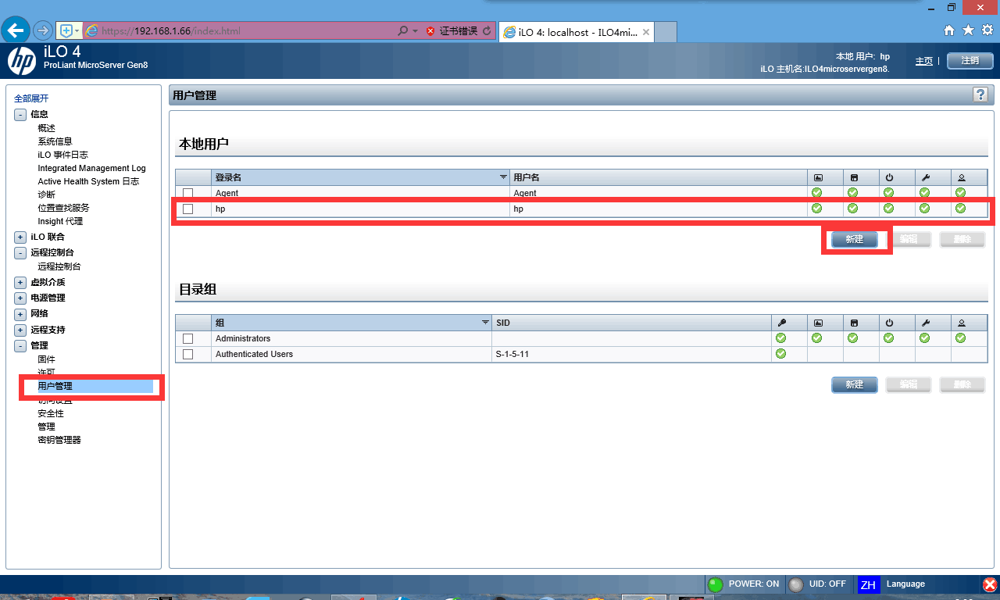 https://192.168.1.66/index.html
证书错误
iLO 4: localhost - ILO4mi...
hp
iLO 4
ProLiant MicroServer Gen8
本地 用户: hp
iLO 主机名:ILO4microservergen8.
主页
注销
全部展开
信息
概述
系统信息
iLO 事件日志
Integrated Management Log
Active Health System 日志
诊断
位置查找服务
Insight 代理
iLO 联合
远程控制台
远程控制台
虚拟介质
电源管理
网络
远程支持
管理
固件
许可
用户管理
访问设置
安全性
管理
密钥管理器
用户管理
?
本地用户
登录名 用户名
Agent Agent
hp hp
新建 编辑 删除
目录组
组 SID
Administrators
Authenticated Users S-1-5-11
新建 编辑 删除
POWER: ON UID: OFF ZH Language